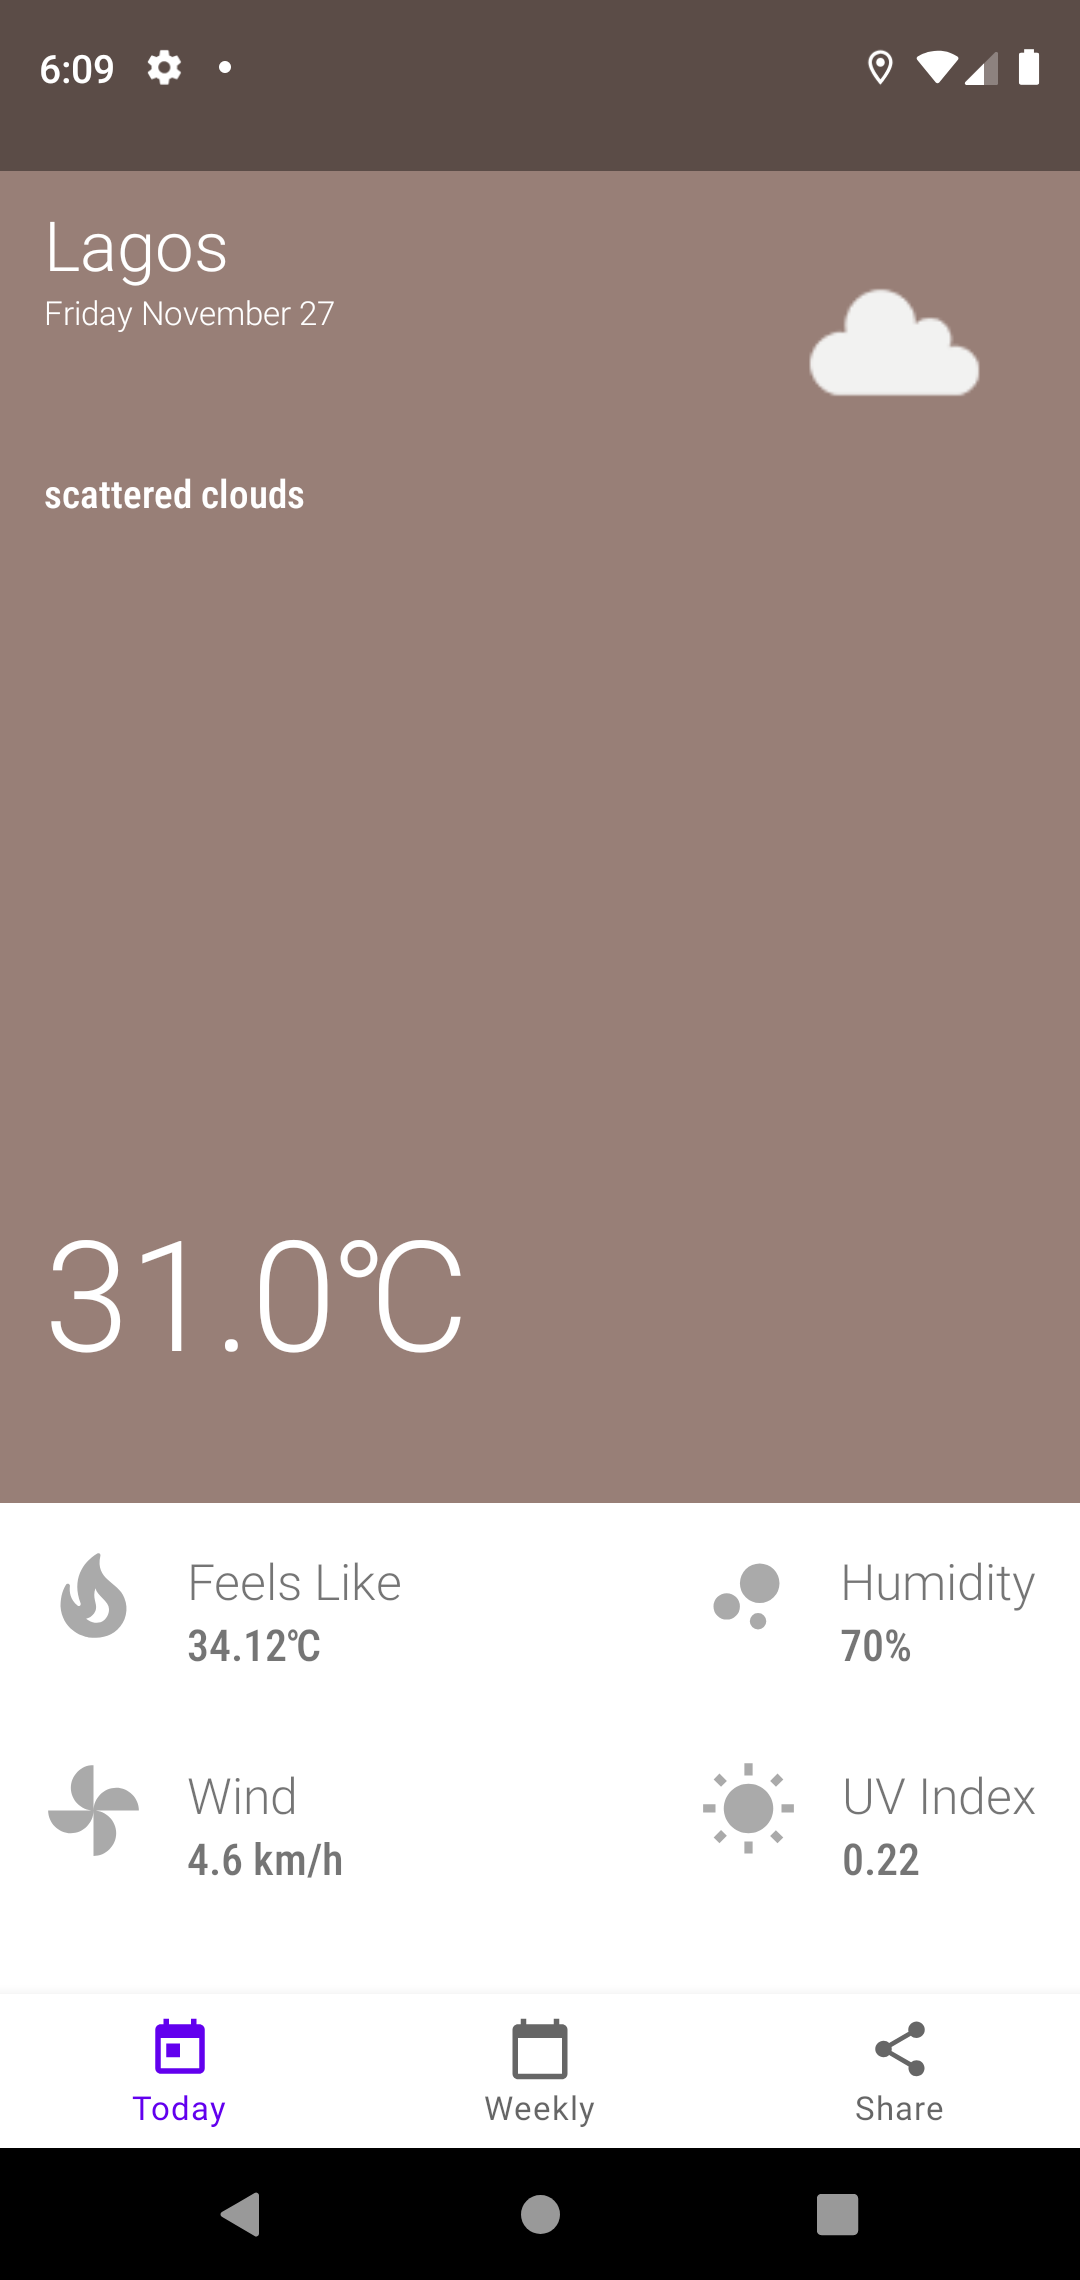 6:09
Lagos
Friday November 27
scattered clouds
31.0℃
Feels Like
34.12℃
Humidity
70%
Wind
4.6 km/h
UV Index
0.22
Today
Weekly
Share